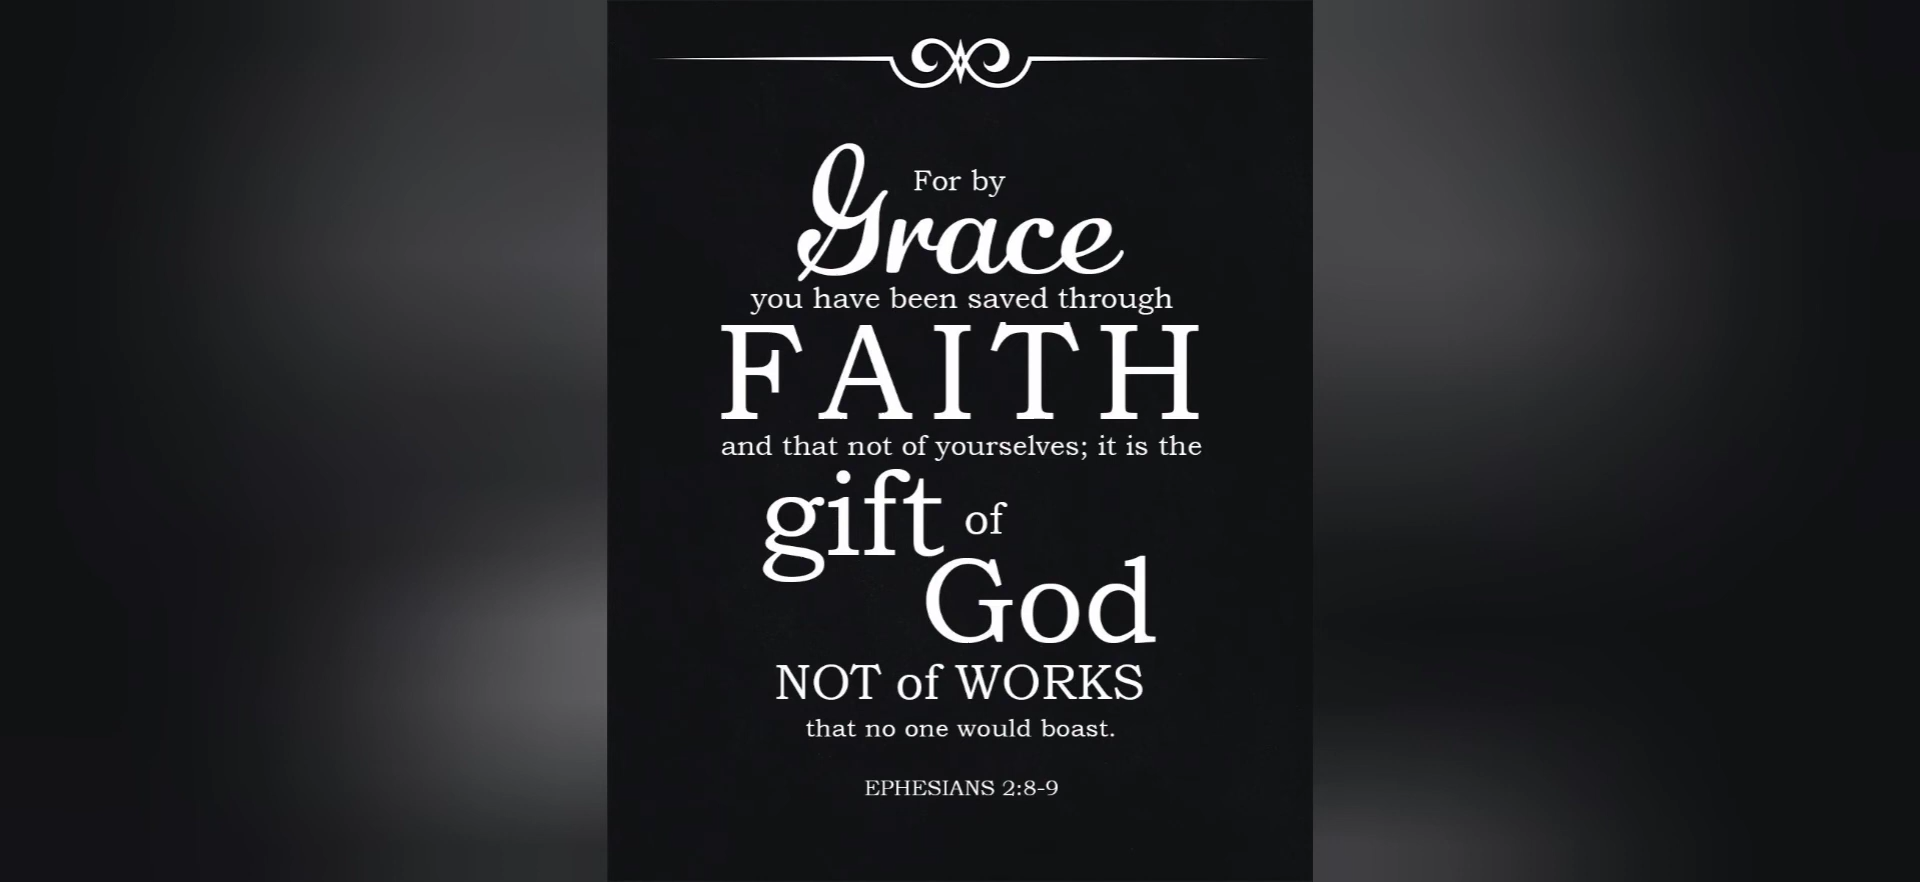 For by
Grace
you have been saved through
FAITH
and that not of yourselves; it is the
gift of
God
NOT of WORKS
that no one would boast.
EPHESIANS 2:8-9